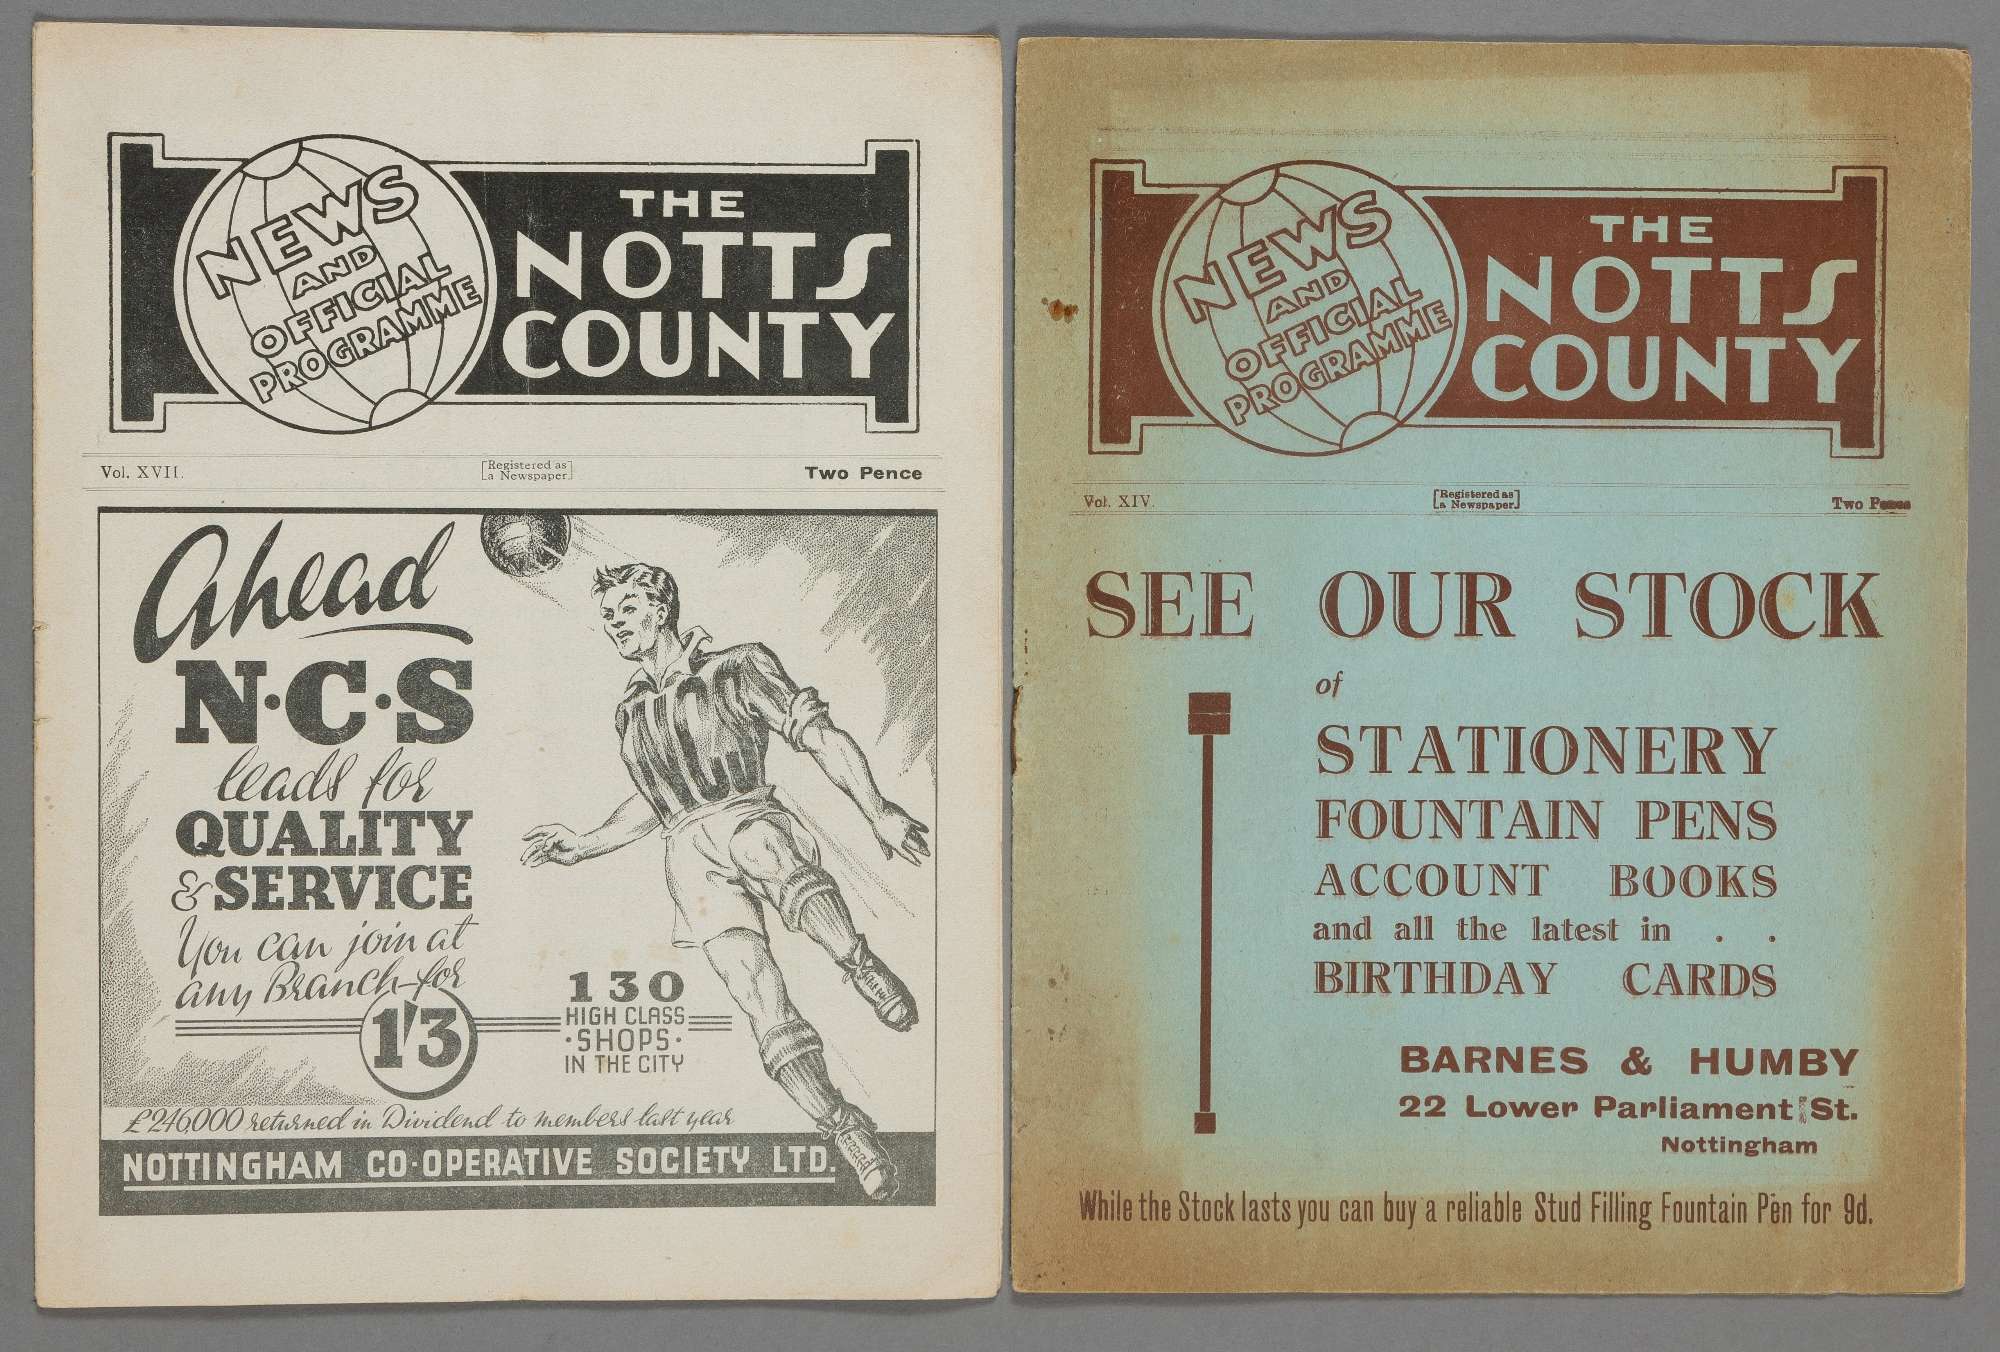 NEWS
AND
OFFICIAL
PROGRAMME
THE
NOTTS
COUNTY
Vol. XVII.
[Registered as
a Newspaper]
Two Pence
Ahead
N·C·S
leads for
QUALITY
& SERVICE
You can join at
any Branch for
1'3
NCS
130
HIGH CLASS
·SHOPS·
IN THE CITY
£246,000 returned in Dividend to members last year
NOTTINGHAM CO-OPERATIVE SOCIETY LTD.
NEWS
AND
OFFICIAL
PROGRAMME
THE
NOTTS
COUNTY
Vol. XIV.
[Registered as
a Newspaper]
Two Pence
SEE OUR STOCK
of
STATIONERY
FOUNTAIN PENS
ACCOUNT BOOKS
and all the latest in . .
BIRTHDAY CARDS
BARNES & HUMBY
22 Lower Parliament St.
Nottingham
While the Stock lasts you can buy a reliable Stud Filling Fountain Pen for 9d.